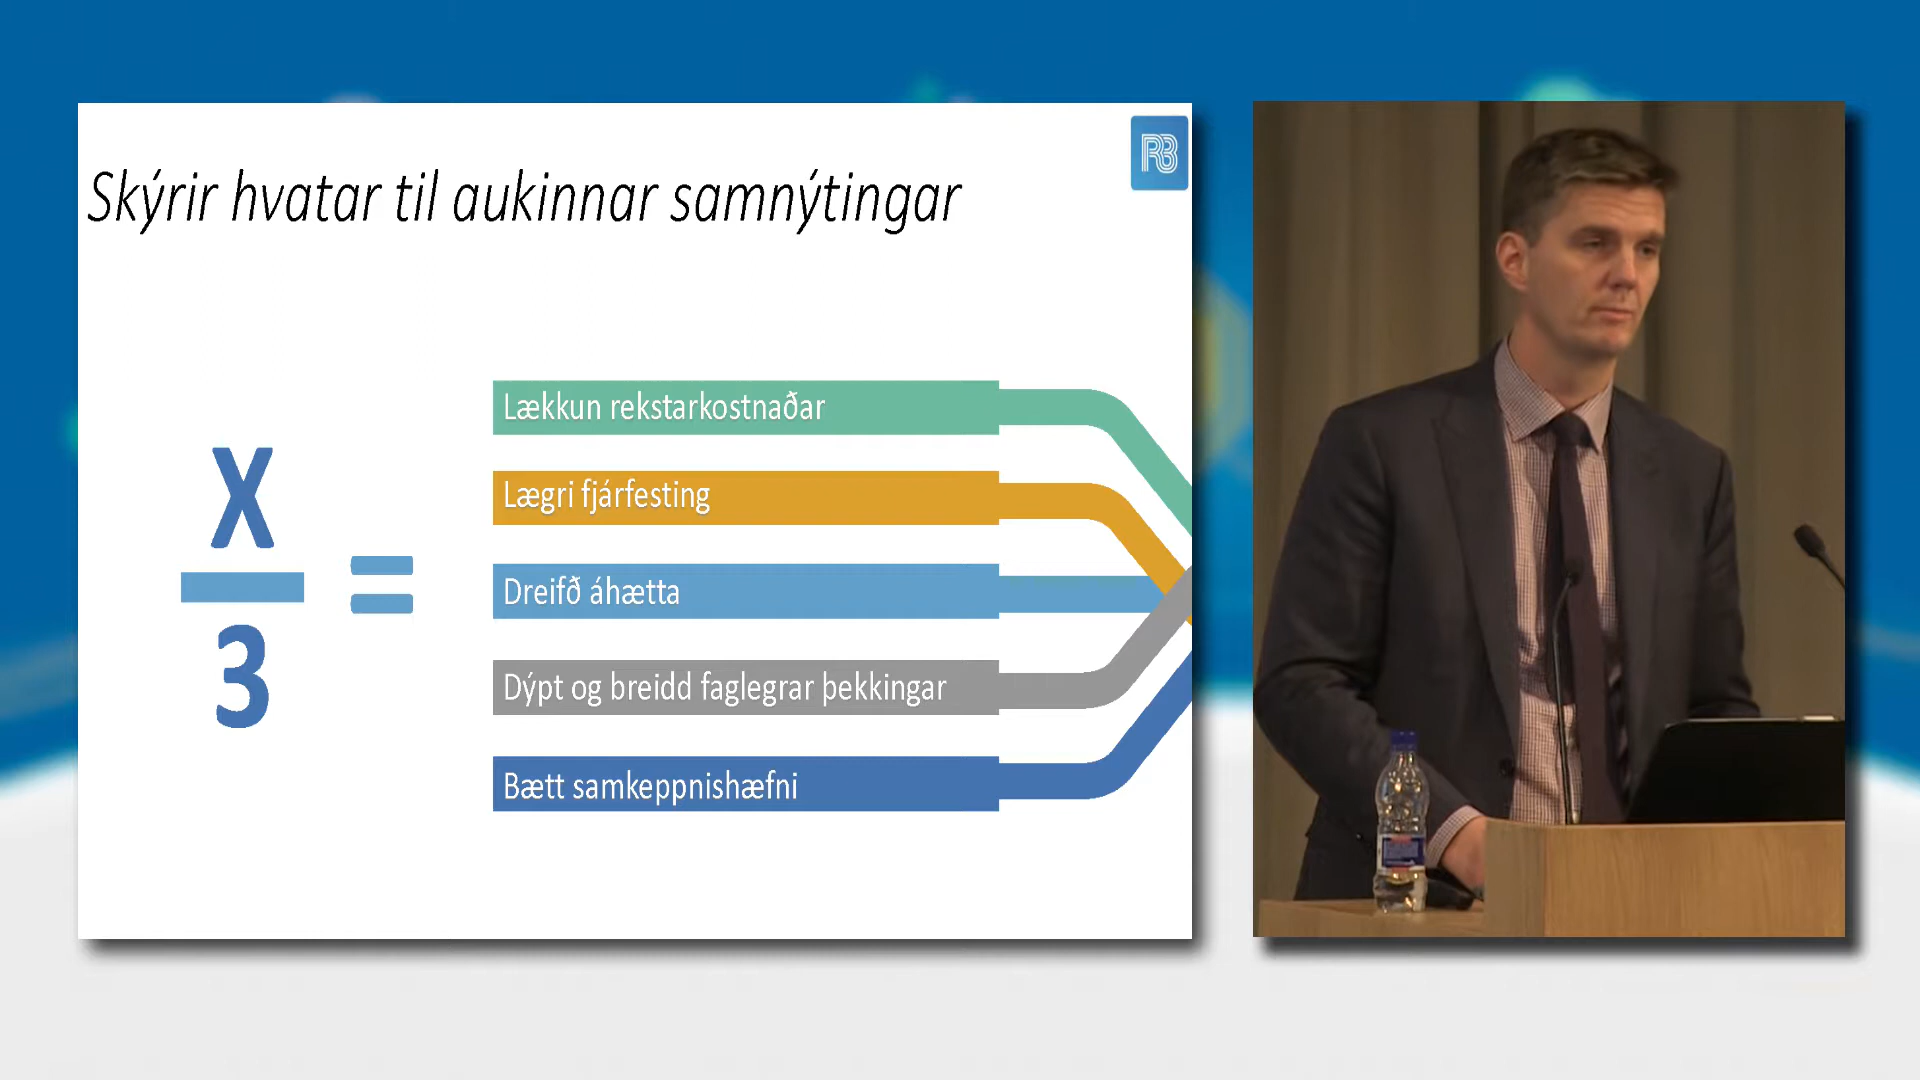 RB
Skýrir hvatar til aukinnar samnýtingar
X
3
=
Lækkun rekstarkostnaðar
Lægri fjárfesting
Dreifð áhætta
Dýpt og breidd faglegrar þekkingar
Bætt samkeppnishæfni